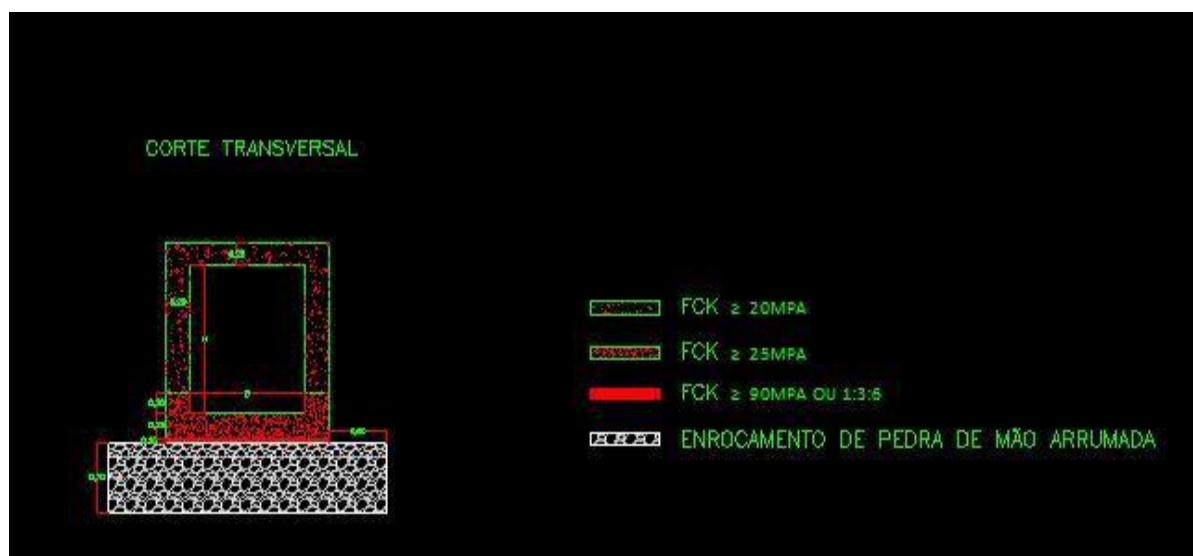 CORTE TRANSVERSAL
FCK ≥ 20MPA
FCK ≥ 25MPA
FCK ≥ 90MPA OU 1:3:6
ENROCAMENTO DE PEDRA DE MÃO ARRUMADA